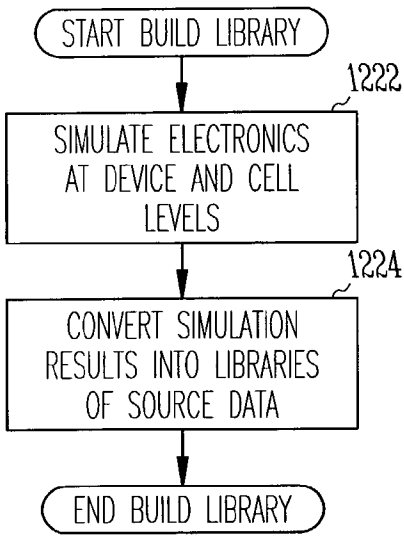 START BUILD LIBRARY
1222
SIMULATE ELECTRONICS
AT DEVICE AND CELL
LEVELS
1224
CONVERT SIMULATION
RESULTS INTO LIBRARIES
OF SOURCE DATA
END BUILD LIBRARY